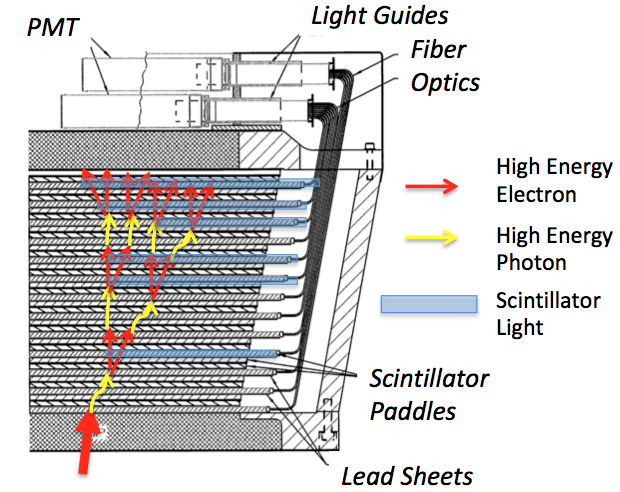 PMT
Light Guides
Fiber
Optics
High Energy
Electron
High Energy
Photon
Scintillator
Light
Scintillator
Paddles
Lead Sheets